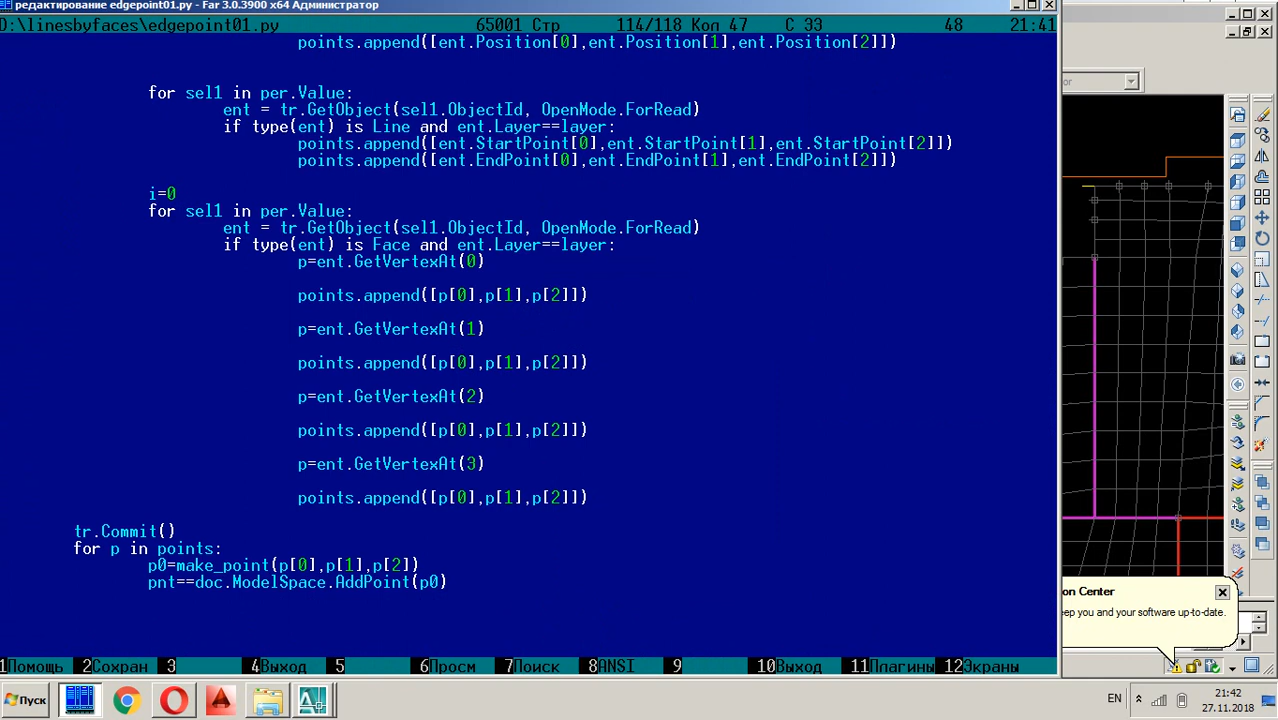 редактирование edgepoint01.py - Far 3.0.3900 x64 Администратор
D:\linesbyfaces\edgepoint01.py 65001 Стр 114/118 Кол 47 С 33 48 21:41
points.append([ent.Position[0],ent.Position[1],ent.Position[2]])
for sel1 in per.Value:
ent = tr.GetObject(sel1.ObjectId, OpenMode.ForRead)
if type(ent) is Line and ent.Layer==layer:
points.append([ent.StartPoint[0],ent.StartPoint[1],ent.StartPoint[2]])
points.append([ent.EndPoint[0],ent.EndPoint[1],ent.EndPoint[2]])
i=0
for sel1 in per.Value:
ent = tr.GetObject(sel1.ObjectId, OpenMode.ForRead)
if type(ent) is Face and ent.Layer==layer:
p=ent.GetVertexAt(0)
points.append([p[0],p[1],p[2]])
p=ent.GetVertexAt(1)
points.append([p[0],p[1],p[2]])
p=ent.GetVertexAt(2)
points.append([p[0],p[1],p[2]])
p=ent.GetVertexAt(3)
points.append([p[0],p[1],p[2]])
tr.Commit()
for p in points:
p0=make_point(p[0],p[1],p[2])
pnt==doc.ModelSpace.AddPoint(p0)
or
on Center
eep you and your software up-to-date.
1Помощь 2Сохран 3 4Выход 5 6Просм 7Поиск 8ANSI 9 10Выход 11Плагины 12Экраны
Пуск
EN
21:42
27.11.2018